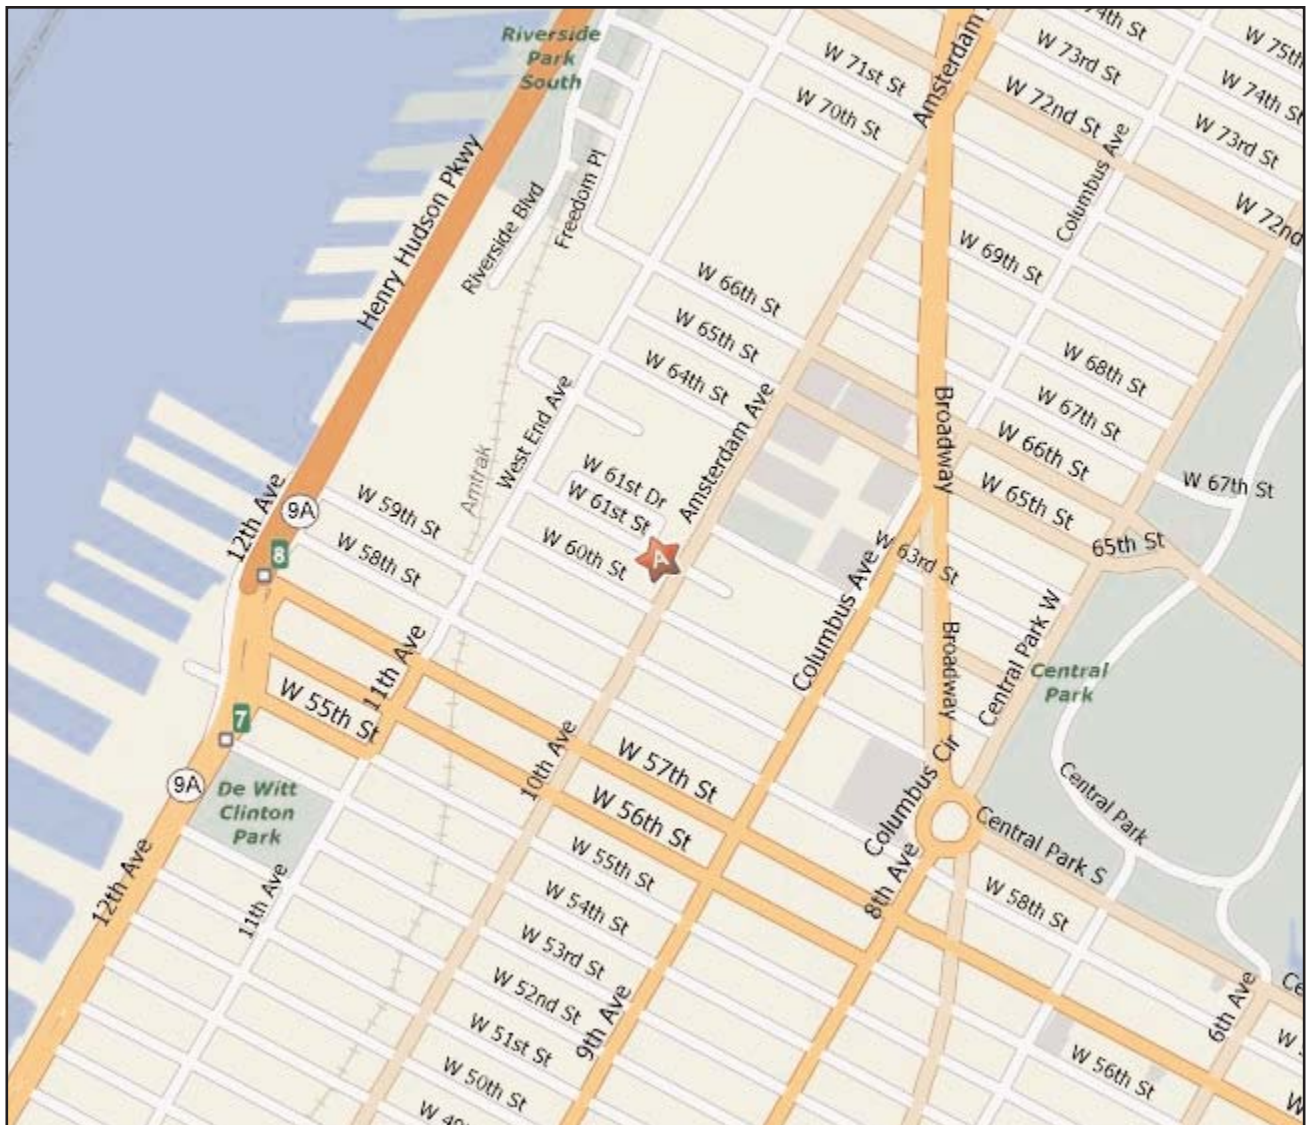 Riverside
Park
South
Amsterdam
74th St
W 75th
W 73rd St
W 71st St
W 74th St
W 72nd St
W 70th St
W 73rd St
Columbus Ave
Henry Hudson Pkwy
Freedom Pl
Riverside Blvd
W 72nd
W 69th St
W 66th St
W 65th St
W 64th St
W 68th St
W 67th St
Broadway
West End Ave
Amsterdam Ave
W 66th St
Amtrak
W 61st Dr
W 61st St
W 65th St
W 67th St
12th Ave
9A
W 59th St
W 58th St
8
W 60th St
A
W 63rd St
65th St
Columbus Ave
Central Park W
Broadway
11th Ave
Central
Park
W 55th St
7
10th Ave
W 57th St
Columbus Cir
9A
De Witt
Clinton
Park
W 56th St
Central Park
Central Park S
12th Ave
11th Ave
W 55th St
8th Ave
W 58th St
W 54th St
W 53rd St
W 52nd St
9th Ave
6th Ave
Ce
W 51st St
W
W 50th St
W 56th St
W
W 49